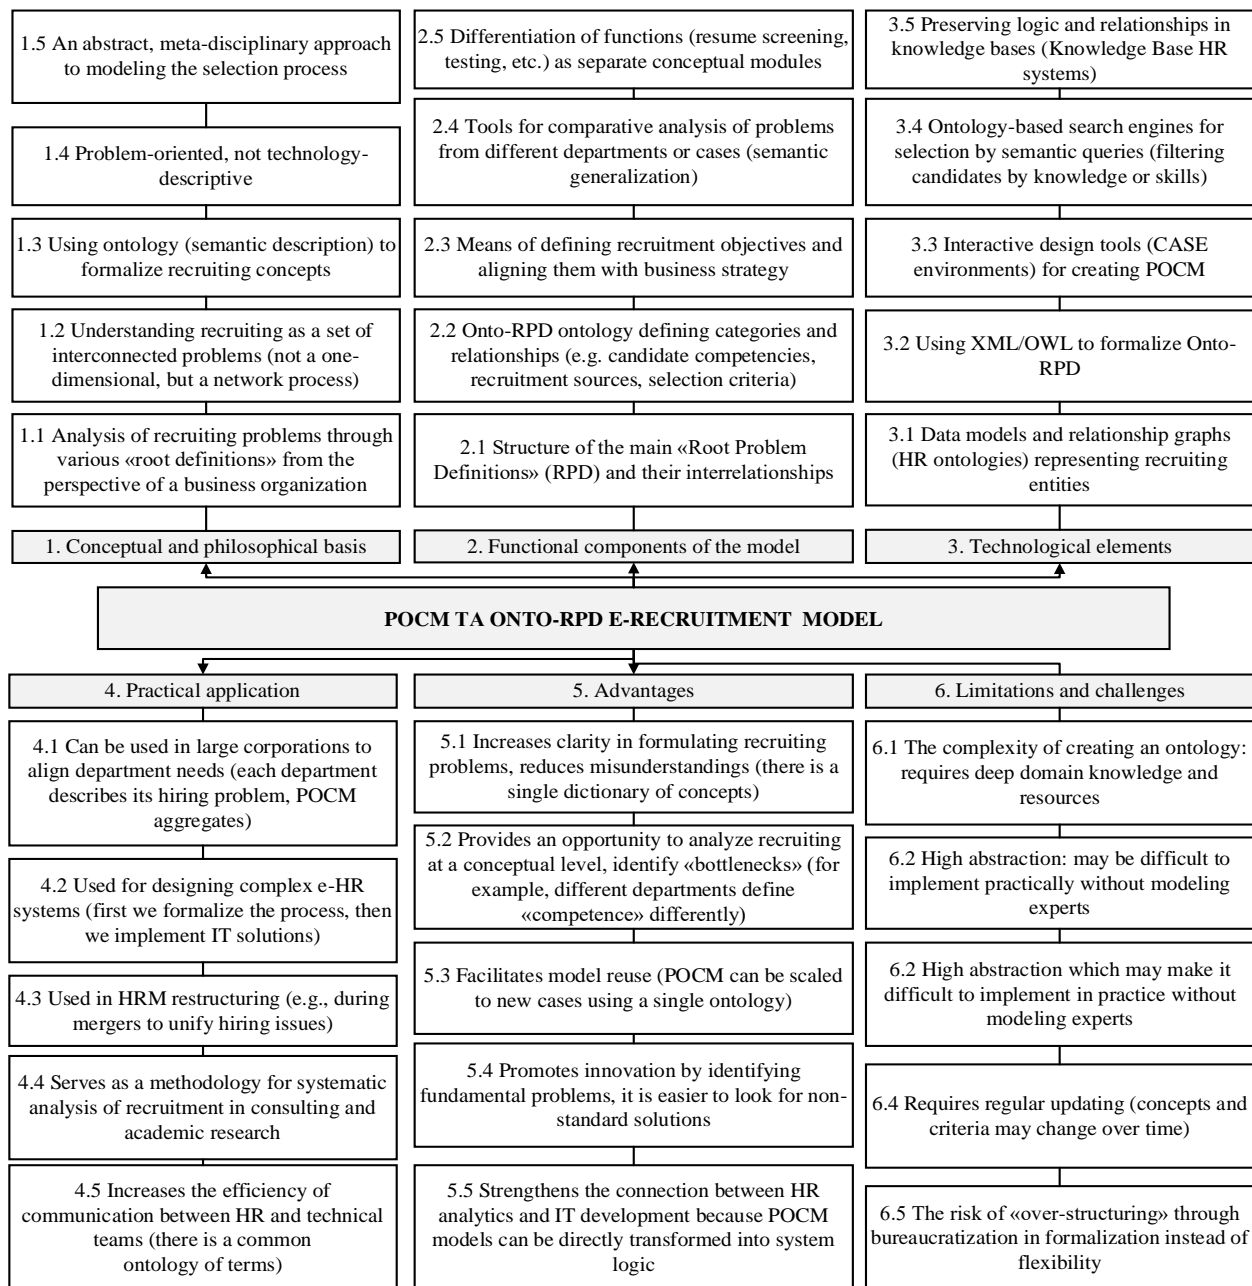 1.5 An abstract, meta-disciplinary approach
to modeling the selection process
1.4 Problem-oriented, not technology-
descriptive
1.3 Using ontology (semantic description) to
formalize recruiting concepts
1.2 Understanding recruiting as a set of
interconnected problems (not a one-
dimensional, but a network process)
1.1 Analysis of recruiting problems through
various «root definitions» from the
perspective of a business organization
1. Conceptual and philosophical basis
2.5 Differentiation of functions (resume screening,
testing, etc.) as separate conceptual modules
2.4 Tools for comparative analysis of problems
from different departments or cases (semantic
generalization)
2.3 Means of defining recruitment objectives and
aligning them with business strategy
2.2 Onto-RPD ontology defining categories and
relationships (e.g. candidate competencies,
recruitment sources, selection criteria)
2.1 Structure of the main «Root Problem
Definitions» (RPD) and their interrelationships
2. Functional components of the model
3.5 Preserving logic and relationships in
knowledge bases (Knowledge Base HR
systems)
3.4 Ontology-based search engines for
selection by semantic queries (filtering
candidates by knowledge or skills)
3.3 Interactive design tools (CASE
environments) for creating POCM
3.2 Using XML/OWL to formalize Onto-
RPD
3.1 Data models and relationship graphs
(HR ontologies) representing recruiting
entities
3. Technological elements
POCM TA ONTO-RPD E-RECRUITMENT MODEL
4. Practical application
4.1 Can be used in large corporations to
align department needs (each department
describes its hiring problem, POCM
aggregates)
4.2 Used for designing complex e-HR
systems (first we formalize the process, then
we implement IT solutions)
4.3 Used in HRM restructuring (e.g., during
mergers to unify hiring issues)
4.4 Serves as a methodology for systematic
analysis of recruitment in consulting and
academic research
4.5 Increases the efficiency of
communication between HR and technical
teams (there is a common
ontology of terms)
5. Advantages
5.1 Increases clarity in formulating recruiting
problems, reduces misunderstandings (there is a
single dictionary of concepts)
5.2 Provides an opportunity to analyze recruiting
at a conceptual level, identify «bottlenecks» (for
example, different departments define
«competence» differently)
5.3 Facilitates model reuse (POCM can be scaled
to new cases using a single ontology)
5.4 Promotes innovation by identifying
fundamental problems, it is easier to look for non-
standard solutions
5.5 Strengthens the connection between HR
analytics and IT development because POCM
models can be directly transformed into system
logic
6. Limitations and challenges
6.1 The complexity of creating an ontology:
requires deep domain knowledge and
resources
6.2 High abstraction: may be difficult to
implement practically without modeling
experts
6.2 High abstraction which may make it
difficult to implement in practice without
modeling experts
6.4 Requires regular updating (concepts and
criteria may change over time)
6.5 The risk of «over-structuring» through
bureaucratization in formalization instead of
flexibility